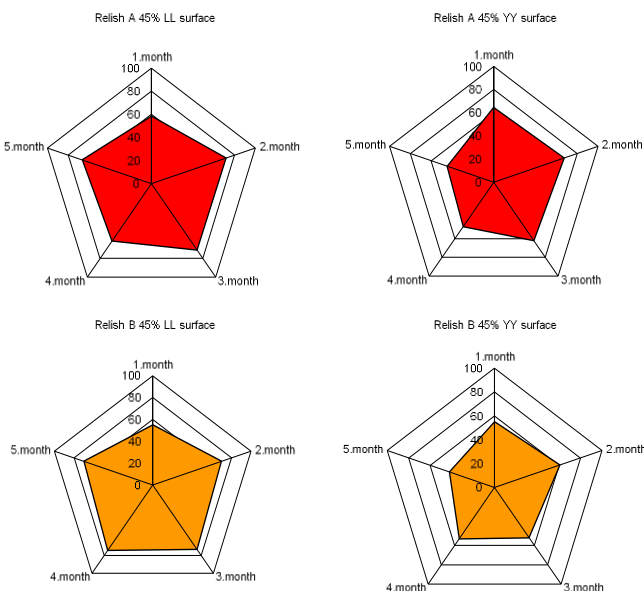 Relish A 45% LL surface
1.month
100
80
60
40
20
0
2.month
3.month
4.month
5.month
Relish A 45% YY surface
1.month
100
80
60
40
20
0
2.month
3.month
4.month
5.month
Relish B 45% LL surface
1.month
100
80
60
40
20
0
2.month
3.month
4.month
5.month
Relish B 45% YY surface
1.month
100
80
60
40
20
0
2.month
3.month
4.month
5.month